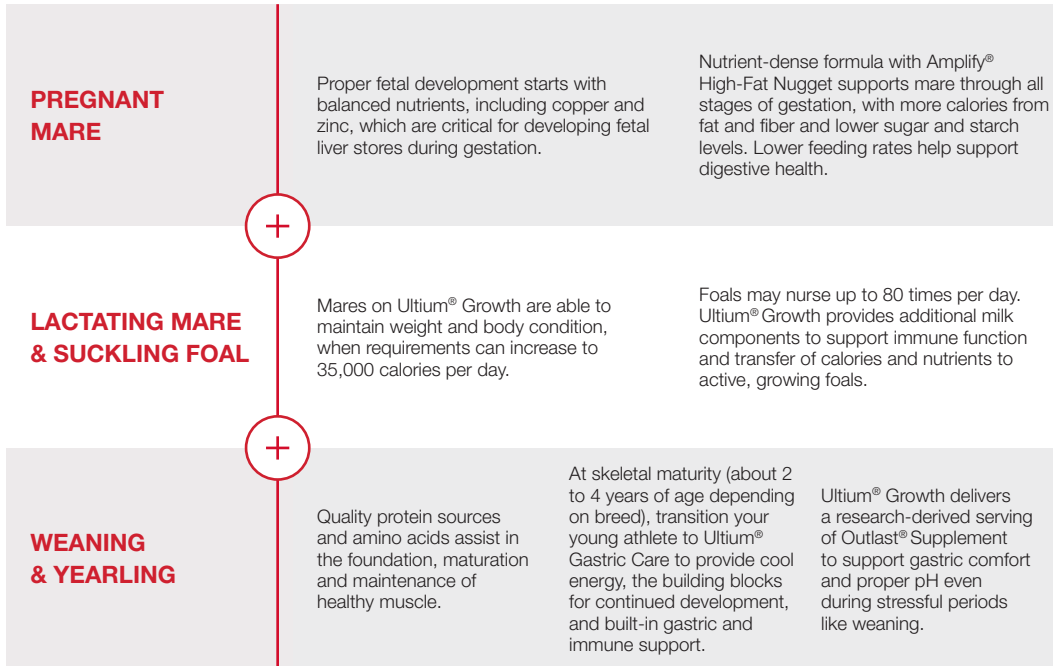 PREGNANT
MARE
Proper fetal development starts with
balanced nutrients, including copper and
zinc, which are critical for developing fetal
liver stores during gestation.
Nutrient-dense formula with Amplify®
High-Fat Nugget supports mare through all
stages of gestation, with more calories from
fat and fiber and lower sugar and starch
levels. Lower feeding rates help support
digestive health.
LACTATING MARE
& SUCKLING FOAL
Mares on Ultium® Growth are able to
maintain weight and body condition,
when requirements can increase to
35,000 calories per day.
Foals may nurse up to 80 times per day.
Ultium® Growth provides additional milk
components to support immune function
and transfer of calories and nutrients to
active, growing foals.
WEANING
& YEARLING
Quality protein sources
and amino acids assist in
the foundation, maturation
and maintenance of
healthy muscle.
At skeletal maturity (about 2
to 4 years of age depending
on breed), transition your
young athlete to Ultium®
Gastric Care to provide cool
energy, the building blocks
for continued development,
and built-in gastric and
immune support.
Ultium® Growth delivers
a research-derived serving
of Outlast® Supplement
to support gastric comfort
and proper pH even
during stressful periods
like weaning.